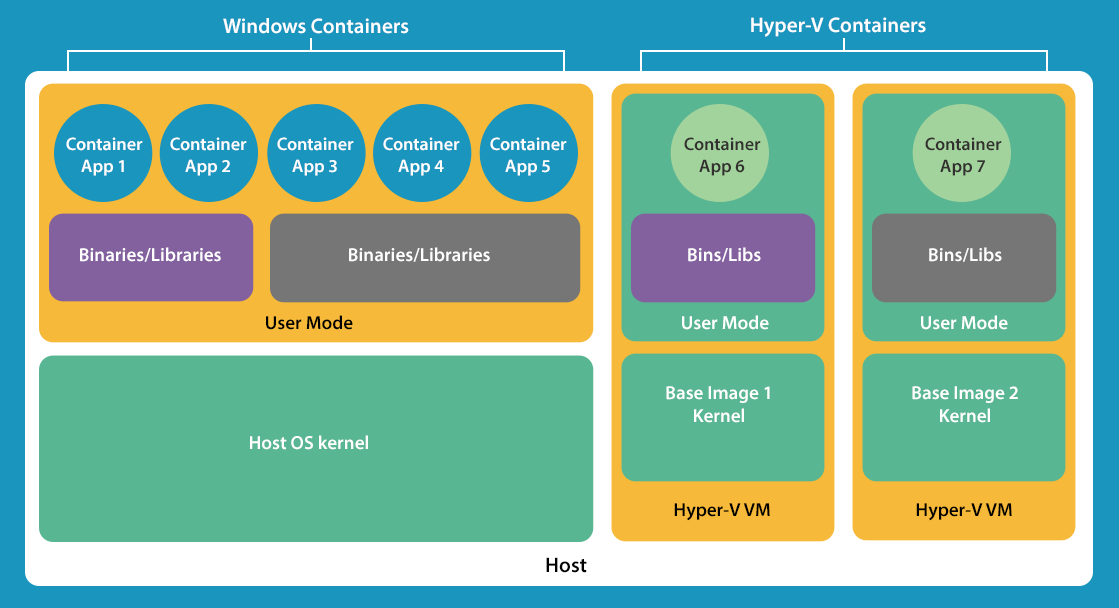 Windows Containers
Hyper-V Containers
Container
App 1
Container
App 2
Container
App 3
Container
App 4
Container
App 5
Binaries/Libraries
Binaries/Libraries
User Mode
Host OS kernel
Container
App 6
Bins/Libs
User Mode
Base Image 1
Kernel
Hyper-V VM
Container
App 7
Bins/Libs
User Mode
Base Image 2
Kernel
Hyper-V VM
Host